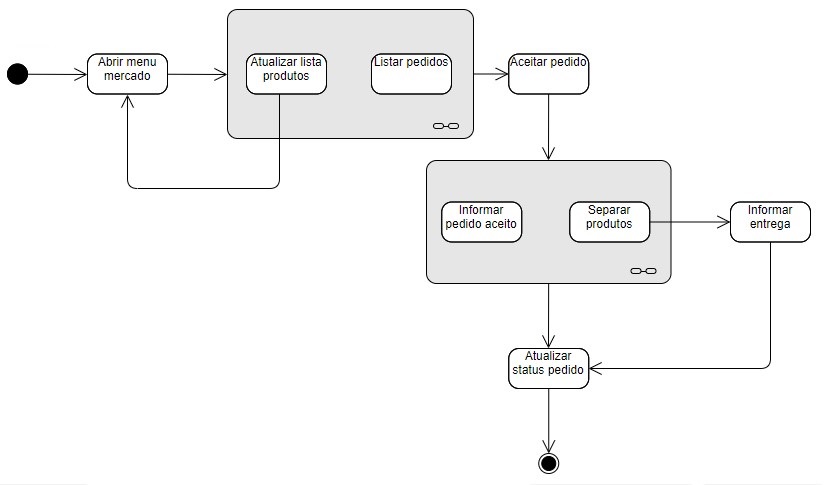 Abrir menu
mercado
Atualizar lista
produtos
Listar pedidos
Aceitar pedido
Informar
pedido aceito
Separar
produtos
Informar
entrega
Atualizar
status pedido